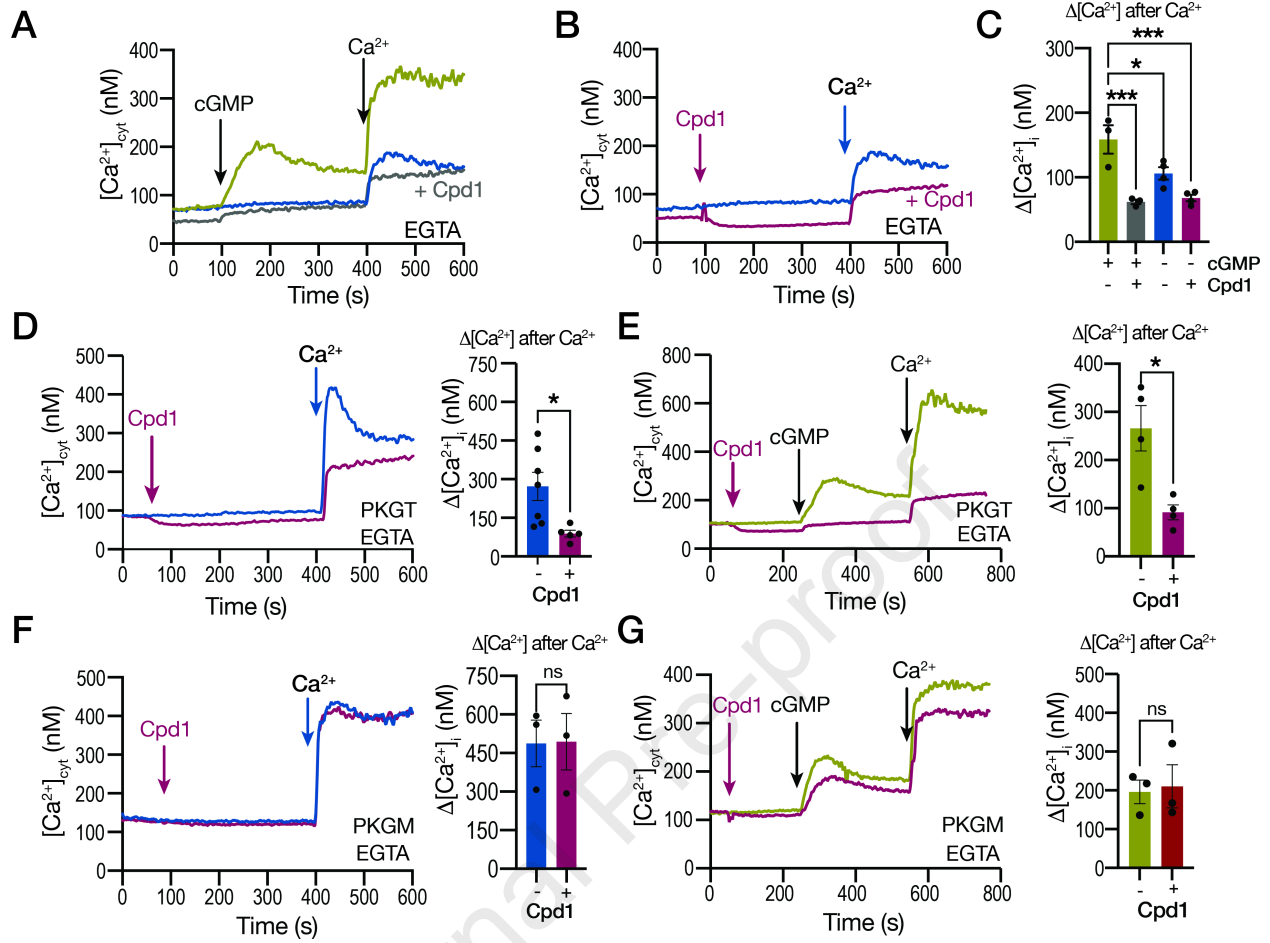 A
[Ca²⁺]cyt (nM)
400
300
200
100
0
cGMP
Ca²⁺
+ Cpd1
EGTA
0 100 200 300 400 500 600
Time (s)
B
[Ca²⁺]cyt (nM)
400
300
200
100
0
Cpd1
Ca²⁺
+ Cpd1
EGTA
0 100 200 300 400 500 600
Time (s)
C
Δ[Ca²⁺] after Ca²⁺
Δ[Ca²⁺]i (nM)
300
200
100
0
***
*
***
+ + - - cGMP
- + - + Cpd1
D
[Ca²⁺]cyt (nM)
500
400
300
200
100
0
Cpd1
Ca²⁺
PKGT
EGTA
0 100 200 300 400 500 600
Time (s)
Δ[Ca²⁺] after Ca²⁺
Δ[Ca²⁺]i (nM)
750
600
450
300
150
0
*
- +
Cpd1
E
[Ca²⁺]cyt (nM)
800
600
400
200
0
Cpd1
cGMP
Ca²⁺
PKGT
EGTA
0 200 400 600 800
Time (s)
Δ[Ca²⁺] after Ca²⁺
Δ[Ca²⁺]i (nM)
400
300
200
100
0
*
- +
Cpd1
F
[Ca²⁺]cyt (nM)
500
400
300
200
100
0
Cpd1
Ca²⁺
PKGM
EGTA
0 100 200 300 400 500 600
Time (s)
Δ[Ca²⁺] after Ca²⁺
Δ[Ca²⁺]i (nM)
750
600
450
300
150
0
ns
- +
Cpd1
G
[Ca²⁺]cyt (nM)
400
300
200
100
0
Cpd1 cGMP
Ca²⁺
PKGM
EGTA
0 200 400 600 800
Time (s)
Δ[Ca²⁺] after Ca²⁺
Δ[Ca²⁺]i (nM)
500
400
300
200
100
0
ns
- +
Cpd1
nal Pre-proof